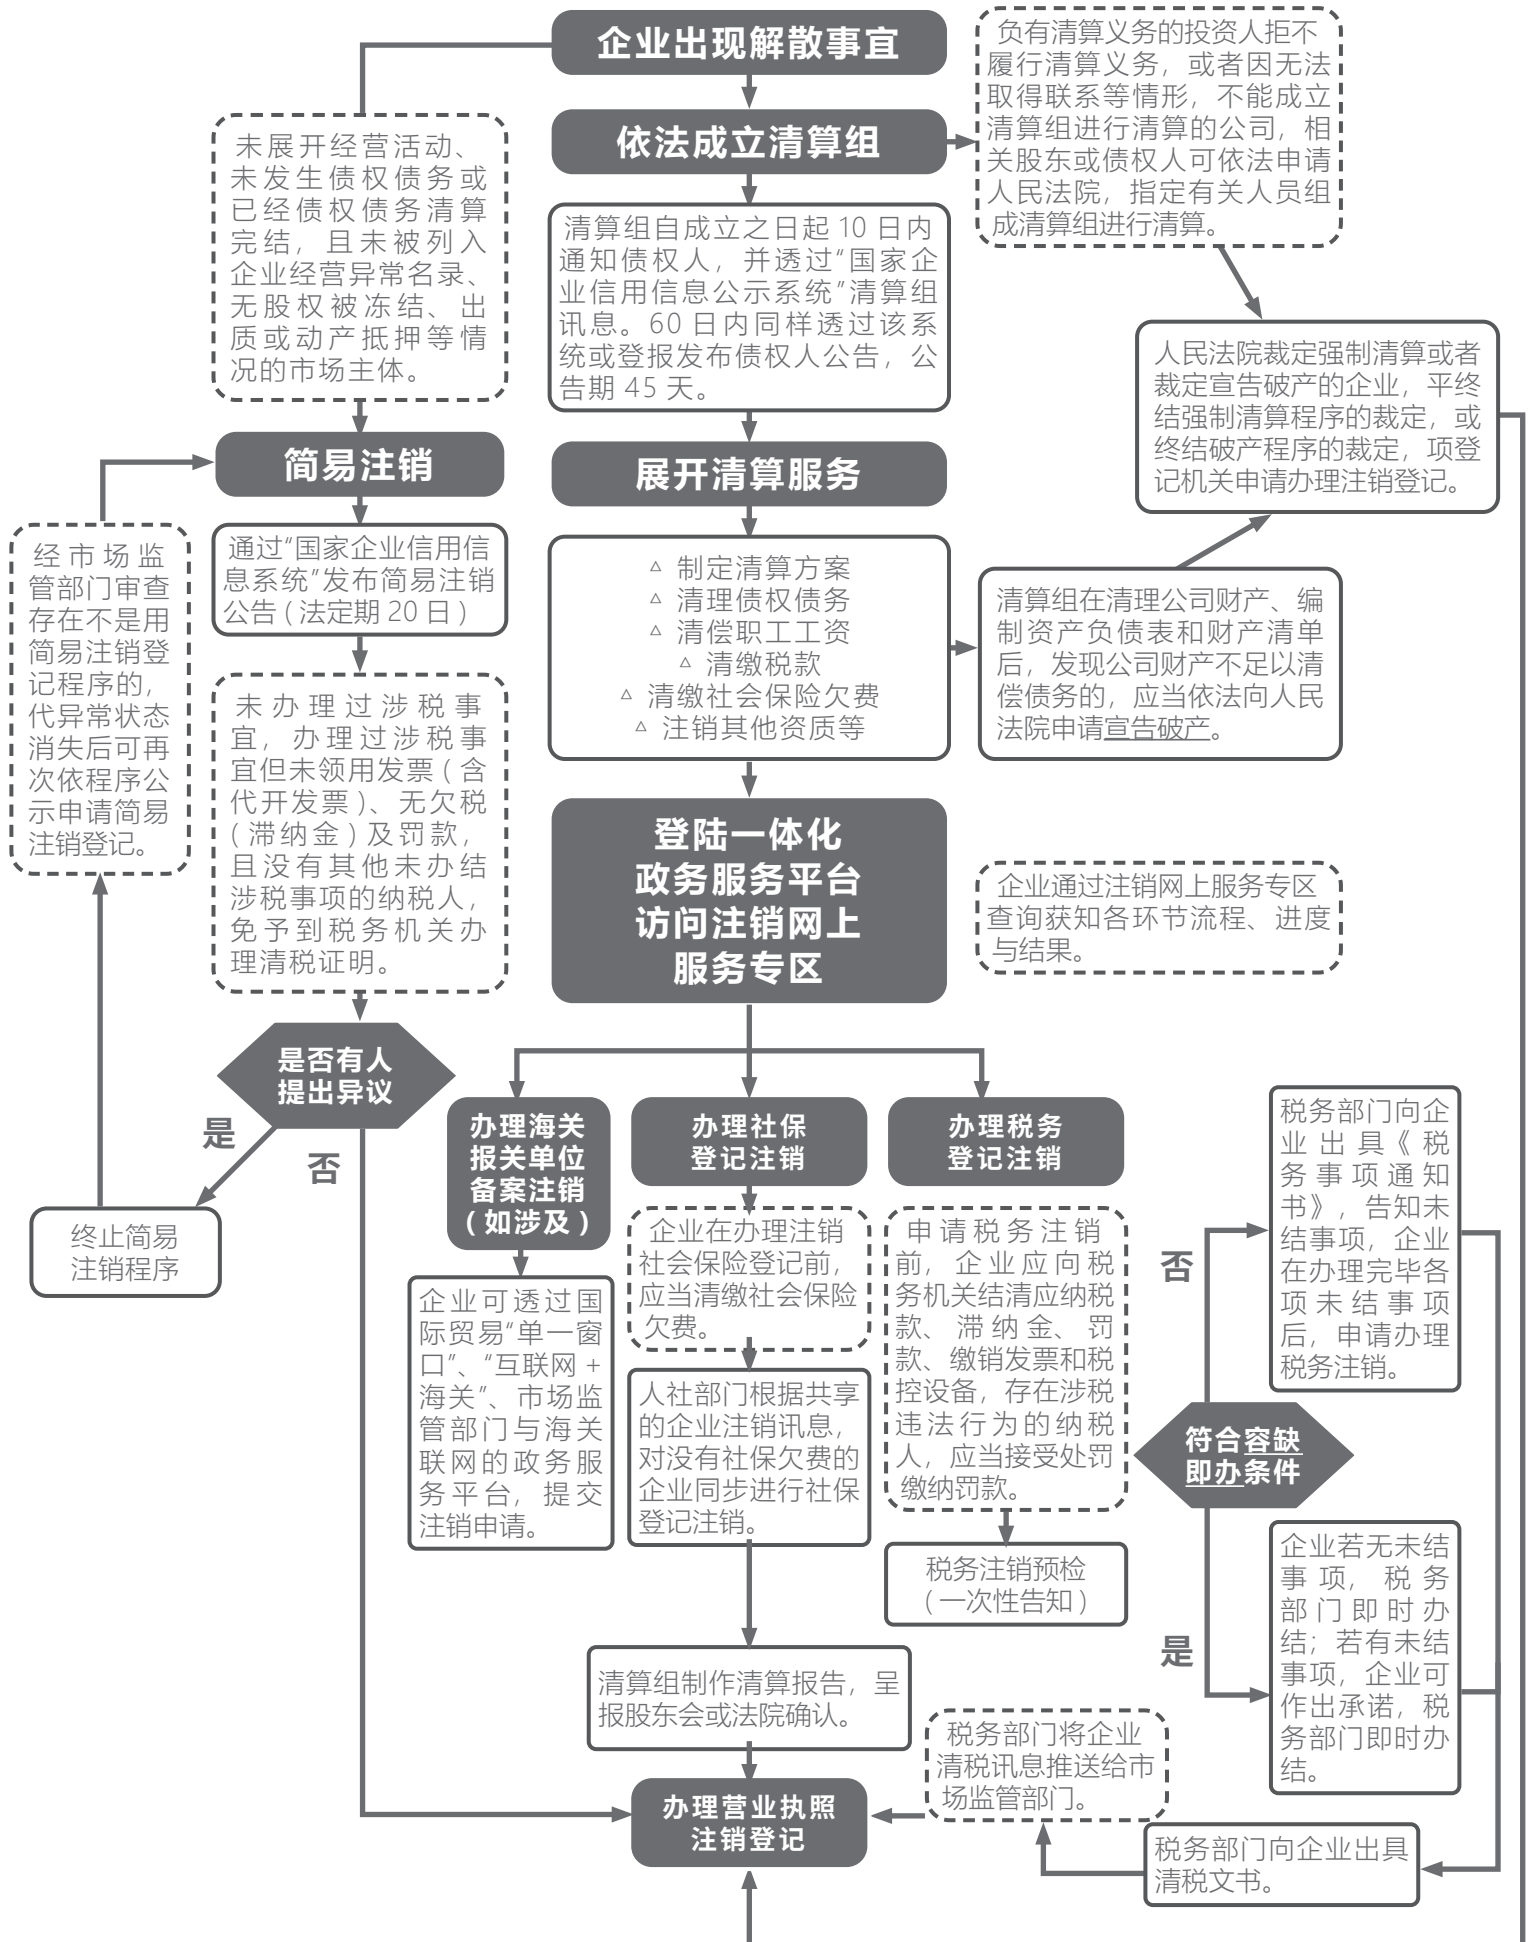 企业出现解散事宜
依法成立清算组
负有清算义务的投资人拒不
履行清算义务，或者因无法
取得联系等情形，不能成立
清算组进行清算的公司，相
关股东或债权人可依法申请
人民法院，指定有关人员组
成清算组进行清算。
未展开经营活动、
未发生债权债务或
已经债权债务清算
完结，且未被列入
企业经营异常名录、
无股权被冻结、出
质或动产抵押等情
况的市场主体。
清算组自成立之日起 10 日内
通知债权人，并透过“国家企
业信用信息公示系统”清算组
讯息。60 日内同样透过该系
统或登报发布债权人公告，公
告期 45 天。
人民法院裁定强制清算或者
裁定宣告破产的企业，平终
结强制清算程序的裁定，或
终结破产程序的裁定，项登
记机关申请办理注销登记。
简易注销
展开清算服务
通过“国家企业信用信
息系统”发布简易注销
公告（法定期 20 日）
经市场监
管部门审查
存在不是用
简易注销登
记程序的，
代异常状态
消失后可再
次依程序公
示申请简易
注销登记。
△ 制定清算方案
△ 清理债权债务
△ 清偿职工工资
△ 清缴税款
△ 清缴社会保险欠费
△ 注销其他资质等
清算组在清理公司财产、编
制资产负债表和财产清单
后，发现公司财产不足以清
偿债务的，应当依法向人民
法院申请宣告破产。
未办理过涉税事
宜，办理过涉税事
宜但未领用发票（含
代开发票）、无欠税
（滞纳金）及罚款，
且没有其他未办结
涉税事项的纳税人，
免予到税务机关办
理清税证明。
登陆一体化
政务服务平台
访问注销网上
服务专区
企业通过注销网上服务专区
查询获知各环节流程、进度
与结果。
是否有人
提出异议
是
否
终止简易
注销程序
办理海关
报关单位
备案注销
（如涉及）
办理社保
登记注销
办理税务
登记注销
企业可透过国
际贸易“单一窗
口”、“互联网 +
海关”、市场监
管部门与海关
联网的政务服
务平台，提交
注销申请。
企业在办理注销
社会保险登记前，
应当清缴社会保险
欠费。
人社部门根据共享
的企业注销讯息，
对没有社保欠费的
企业同步进行社保
登记注销。
申请税务注销
前，企业应向税
务机关结清应纳税
款、滞纳金、罚
款、缴销发票和税
控设备，存在涉税
违法行为的纳税
人，应当接受处罚
缴纳罚款。
税务注销预检
（一次性告知）
税务部门向企
业出具《税
务事项通知
书》，告知未
结事项，企业
在办理完毕各
项未结事项
后，申请办理
税务注销。
否
符合容缺
即办条件
是
企业若无未结
事项，税务
部门即时办
结；若有未结
事项，企业可
作出承诺，税
务部门即时办
结。
清算组制作清算报告，呈
报股东会或法院确认。
税务部门将企业
清税讯息推送给市
场监管部门。
办理营业执照
注销登记
税务部门向企业出具
清税文书。